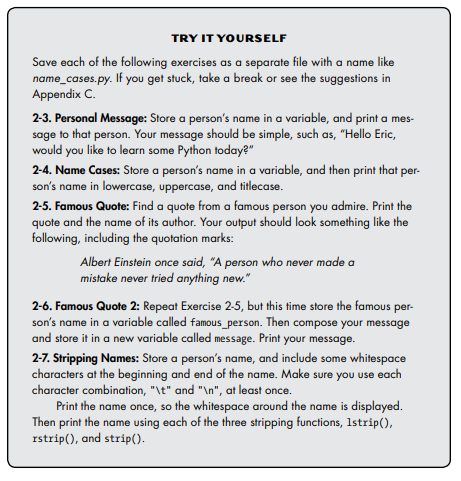 TRY IT YOURSELF
Save each of the following exercises as a separate file with a name like
name_cases.py. If you get stuck, take a break or see the suggestions in
Appendix C.
2-3. Personal Message: Store a person’s name in a variable, and print a mes-
sage to that person. Your message should be simple, such as, “Hello Eric,
would you like to learn some Python today?”
2-4. Name Cases: Store a person’s name in a variable, and then print that per-
son’s name in lowercase, uppercase, and titlecase.
2-5. Famous Quote: Find a quote from a famous person you admire. Print the
quote and the name of its author. Your output should look something like the
following, including the quotation marks:
Albert Einstein once said, “A person who never made a
mistake never tried anything new.”
2-6. Famous Quote 2: Repeat Exercise 2-5, but this time store the famous per-
son’s name in a variable called famous_person. Then compose your message
and store it in a new variable called message. Print your message.
2-7. Stripping Names: Store a person’s name, and include some whitespace
characters at the beginning and end of the name. Make sure you use each
character combination, "\t" and "\n", at least once.
Print the name once, so the whitespace around the name is displayed.
Then print the name using each of the three stripping functions, lstrip(),
rstrip(), and strip().